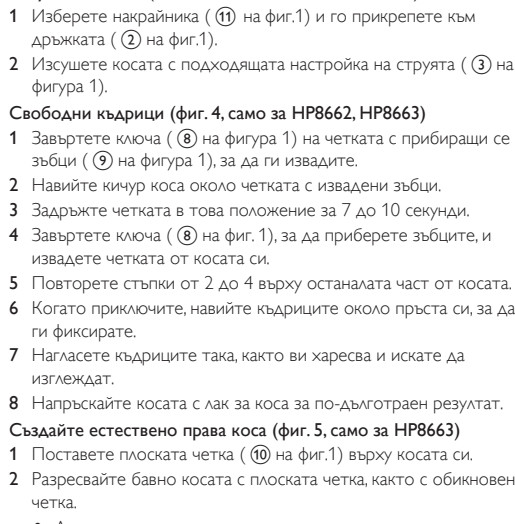 1 Изберете накрайника ( ⑪ на фиг.1) и го прикрепете към
дръжката ( ② на фиг.1).
2 Изсушете косата с подходящата настройка на струята ( ③ на
фигура 1).
Свободни къдрици (фиг. 4, само за HP8662, HP8663)
1 Завъртете ключа ( ⑧ на фигура 1) на четката с прибиращи се
зъбци ( ⑨ на фигура 1), за да ги извадите.
2 Навийте кичур коса около четката с извадени зъбци.
3 Задръжте четката в това положение за 7 до 10 секунди.
4 Завъртете ключа ( ⑧ на фиг. 1), за да приберете зъбците, и
извадете четката от косата си.
5 Повторете стъпки от 2 до 4 върху останалата част от косата.
6 Когато приключите, навийте къдриците около пръста си, за да
ги фиксирате.
7 Нагласете къдриците така, както ви харесва и искате да
изглеждат.
8 Напръскайте косата с лак за коса за по-дълготраен резултат.
Създайте естествено права коса (фиг. 5, само за HP8663)
1 Поставете плоската четка ( ⑩ на фиг.1) върху косата си.
2 Разресвайте бавно косата с плоската четка, както с обикновен
четка.